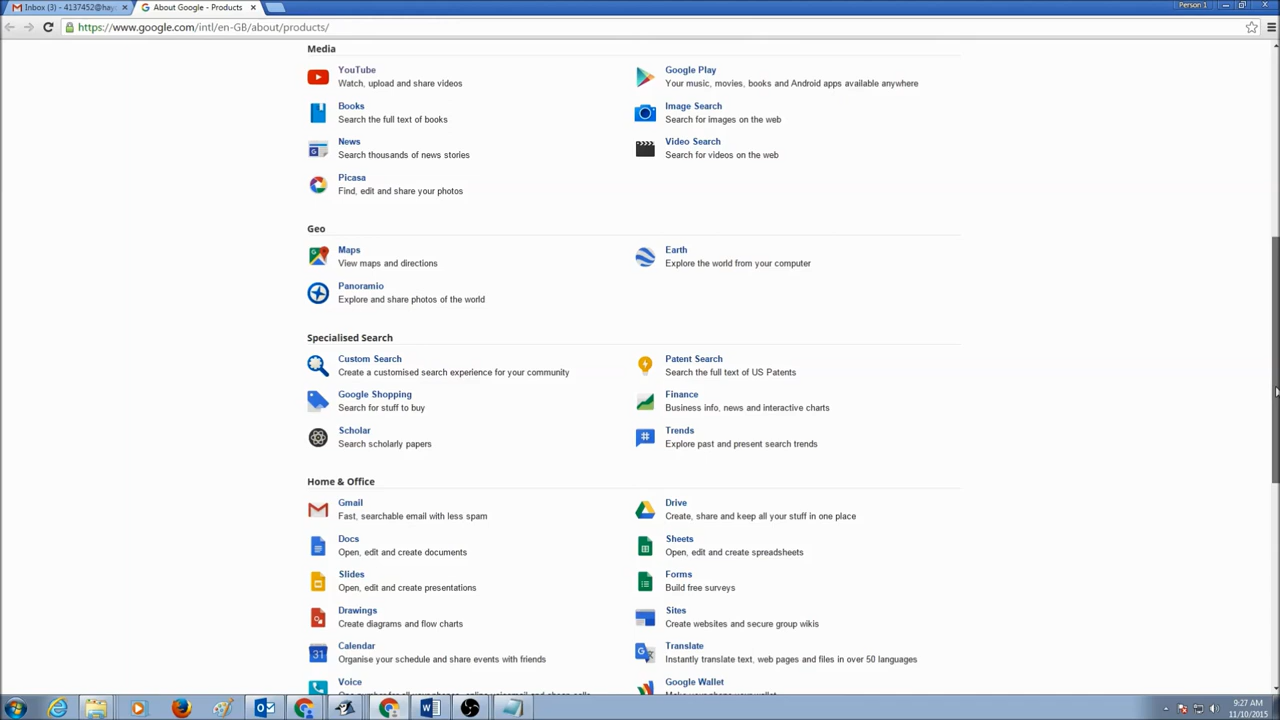 Inbox (3) - 4137452@hay
About Google - Products
Person 1
https://www.google.com/intl/en-GB/about/products/
Media
YouTube
Watch, upload and share videos
Google Play
Your music, movies, books and Android apps available anywhere
Books
Search the full text of books
Image Search
Search for images on the web
News
Search thousands of news stories
Video Search
Search for videos on the web
Picasa
Find, edit and share your photos
Geo
Maps
View maps and directions
Earth
Explore the world from your computer
Panoramio
Explore and share photos of the world
Specialised Search
Custom Search
Create a customised search experience for your community
Patent Search
Search the full text of US Patents
Google Shopping
Search for stuff to buy
Finance
Business info, news and interactive charts
Scholar
Search scholarly papers
Trends
Explore past and present search trends
Home & Office
Gmail
Fast, searchable email with less spam
Drive
Create, share and keep all your stuff in one place
Docs
Open, edit and create documents
Sheets
Open, edit and create spreadsheets
Slides
Open, edit and create presentations
Forms
Build free surveys
Drawings
Create diagrams and flow charts
Sites
Create websites and secure group wikis
31
Calendar
Organise your schedule and share events with friends
Translate
Instantly translate text, web pages and files in over 50 languages
Voice
Google Wallet
9:27 AM
11/10/2015